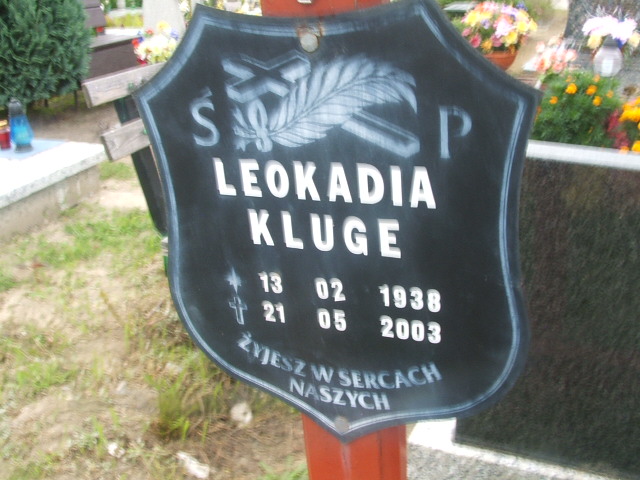 Ś P
LEOKADIA
KLUGE
13 02 1938
21 05 2003
ŻYJESZ W SERCACH
NASZYCH